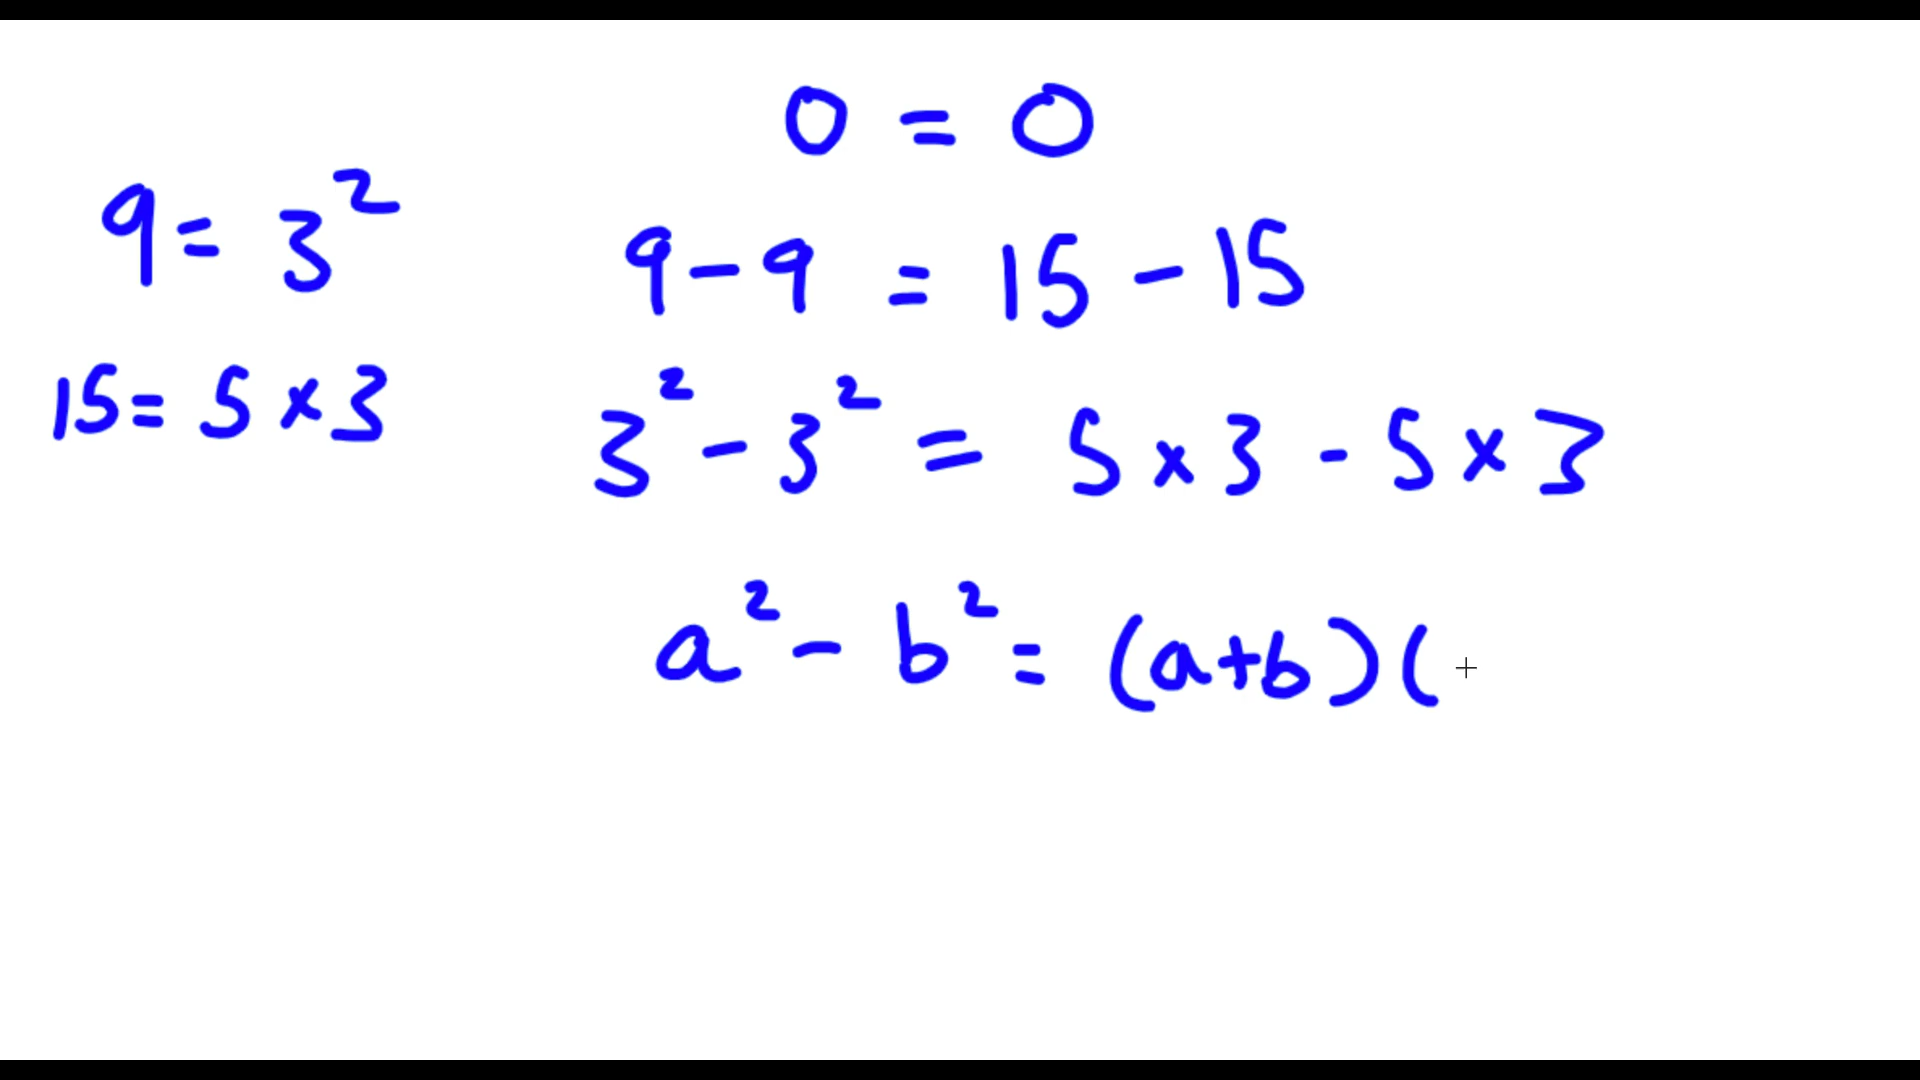 0 = 0
9 = 3²
9 - 9 = 15 - 15
15 = 5 × 3
3² - 3² = 5 × 3 - 5 × 3
a² - b² = (a+b)(